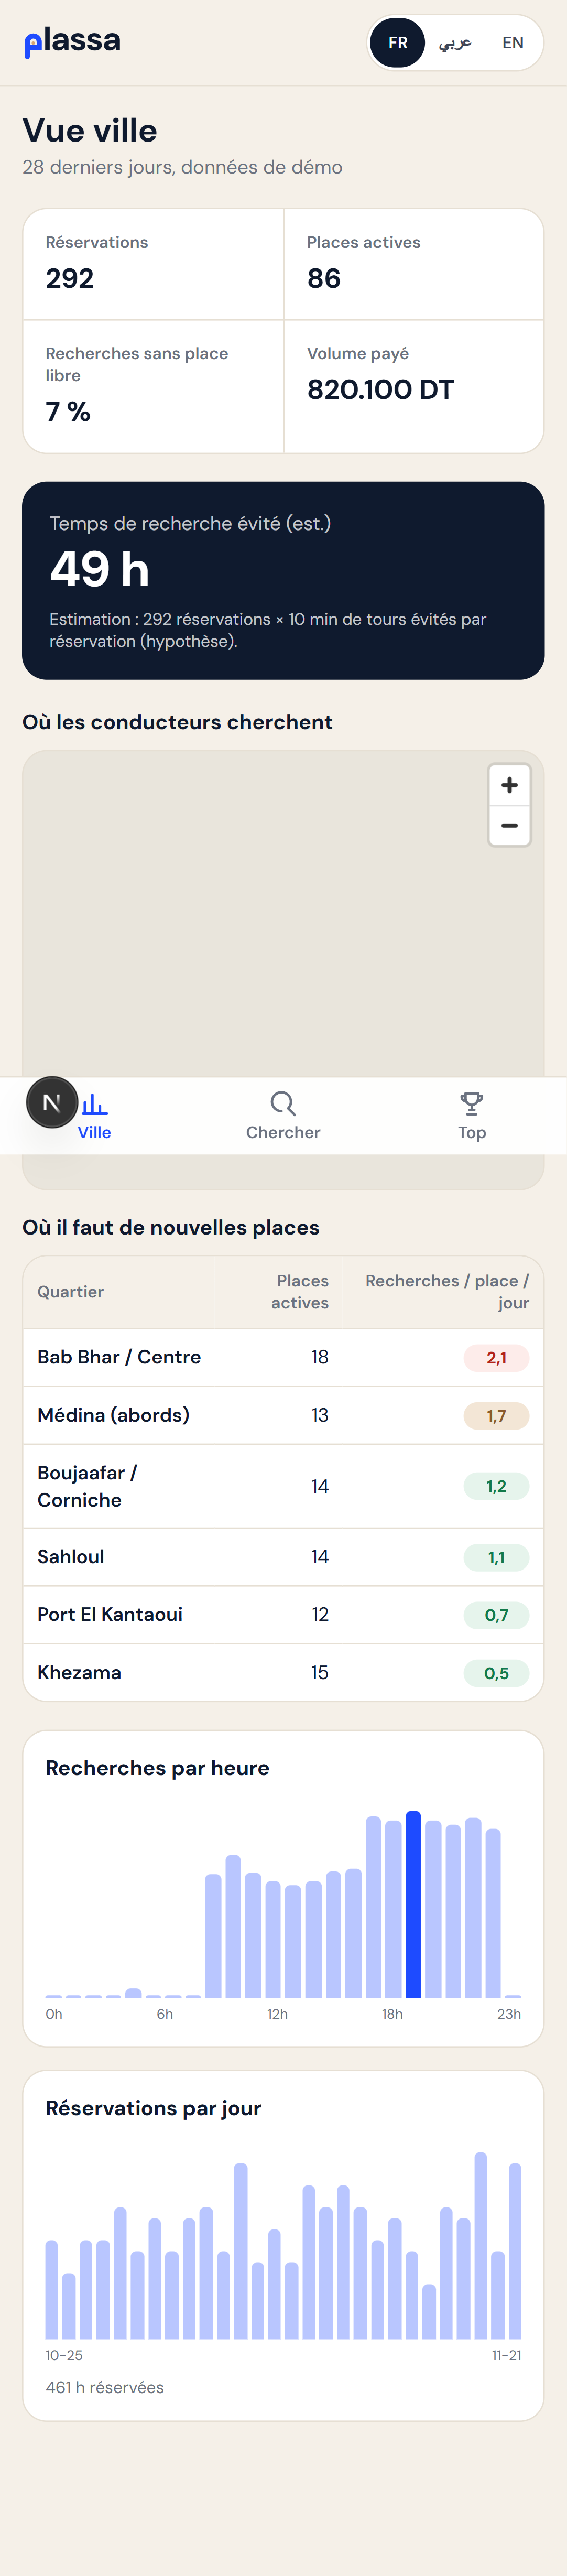 plassa
FR عربي EN
Vue ville
28 derniers jours, données de démo
Réservations
292
Places actives
86
Recherches sans place
libre
7 %
Volume payé
820.100 DT
Temps de recherche évité (est.)
49 h
Estimation : 292 réservations × 10 min de tours évités par
réservation (hypothèse).
Où les conducteurs cherchent
+
−
N
Ville
Chercher
Top
Où il faut de nouvelles places
Quartier
Places
actives
Recherches / place /
jour
Bab Bhar / Centre 18 2,1
Médina (abords) 13 1,7
Boujaafar /
Corniche 14 1,2
Sahloul 14 1,1
Port El Kantaoui 12 0,7
Khezama 15 0,5
Recherches par heure
0h 6h 12h 18h 23h
Réservations par jour
10-25 11-21
461 h réservées